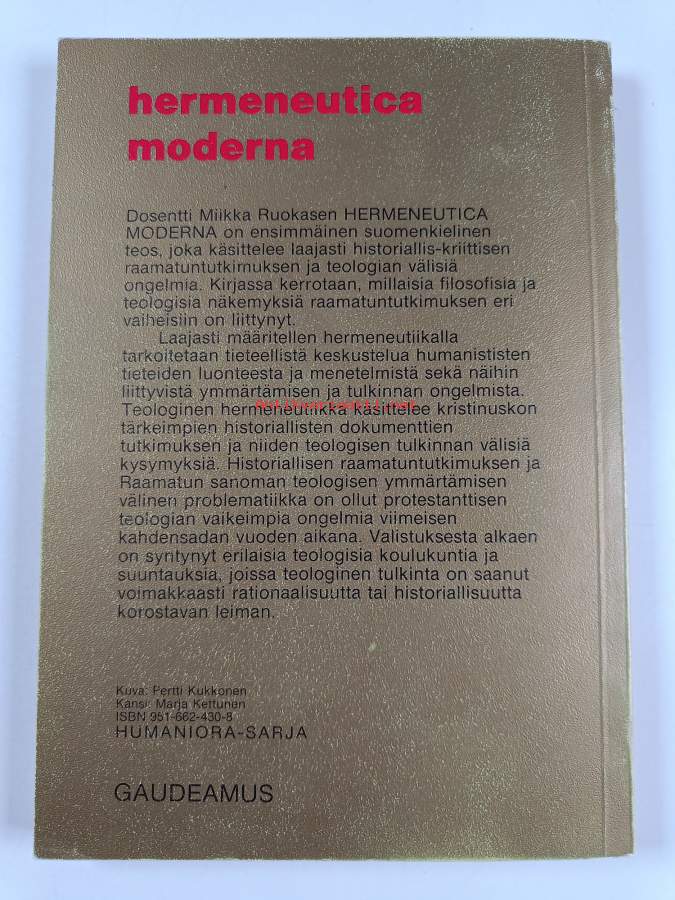 hermeneutica
moderna
Dosentti Miikka Ruokasen HERMENEUTICA
MODERNA on ensimmäinen suomenkielinen
teos, joka käsittelee laajasti historiallis-kriittisen
raamatuntutkimuksen ja teologian välisiä
ongelmia. Kirjassa kerrotaan, millaisia filosofisia ja
teologisia näkemyksiä raamatuntutkimuksen eri
vaiheisiin on liittynyt.
Laajasti määritellen hermeneutiikalla
tarkoitetaan tieteellistä keskustelua humanististen
tieteiden luonteesta ja menetelmistä sekä näihin
liittyvistä ymmärtämisen ja tulkinnan ongelmista.
Teologinen hermeneutiikka käsittelee kristinuskon
tärkeimpien historiallisten dokumenttien
tutkimuksen ja niiden teologisen tulkinnan välisiä
kysymyksiä. Historiallisen raamatuntutkimuksen ja
Raamatun sanoman teologisen ymmärtämisen
välinen problematiikka on ollut protestanttisen
teologian vaikeimpia ongelmia viimeisen
kahdensadan vuoden aikana. Valistuksesta alkaen
on syntynyt erilaisia teologisia koulukuntia ja
suuntauksia, joissa teologinen tulkinta on saanut
voimakkaasti rationaalisuutta tai historiallisuutta
korostavan leiman.
Kuva: Pertti Kukkonen
Kansi: Marja Kettunen
ISBN 951-662-430-8
HUMANIORA-SARJA
GAUDEAMUS